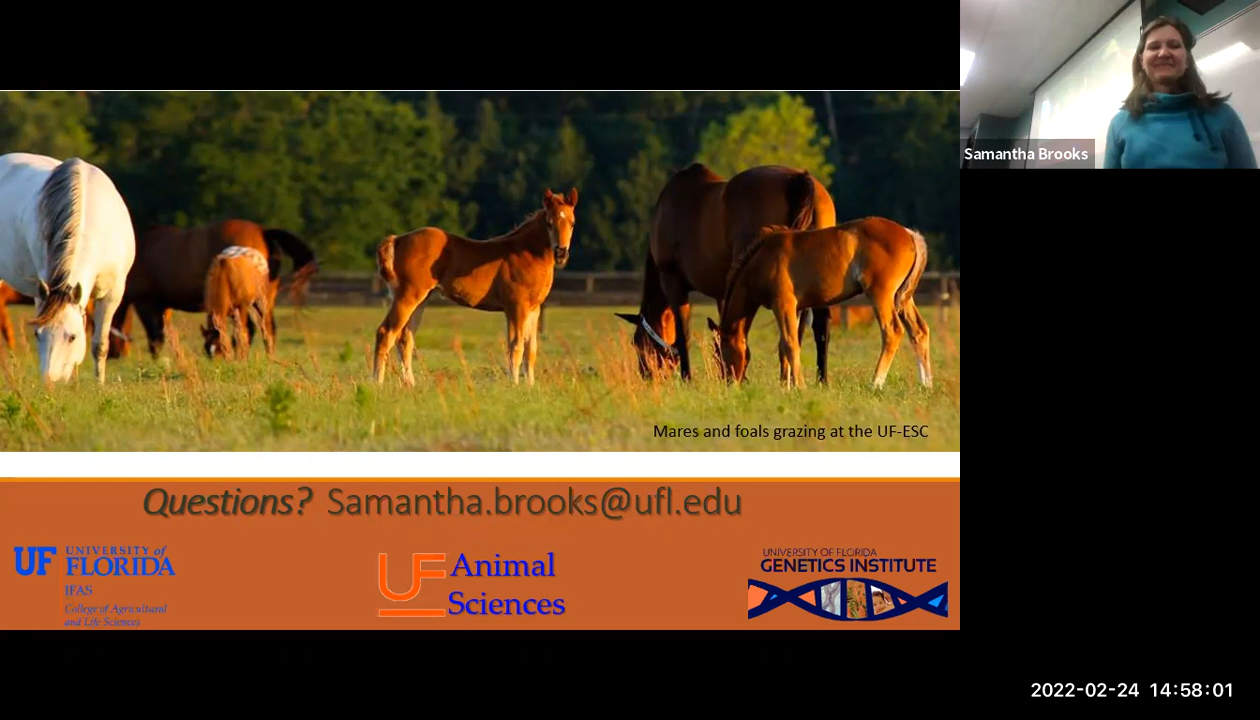 Samantha Brooks
Mares and foals grazing at the UF-ESC
Questions? Samantha.brooks@ufl.edu
UF UNIVERSITY of
FLORIDA
IFAS
College of Agricultural
and Life Sciences
UF Animal
Sciences
UNIVERSITY OF FLORIDA
GENETICS INSTITUTE
2022-02-24 14:58:01